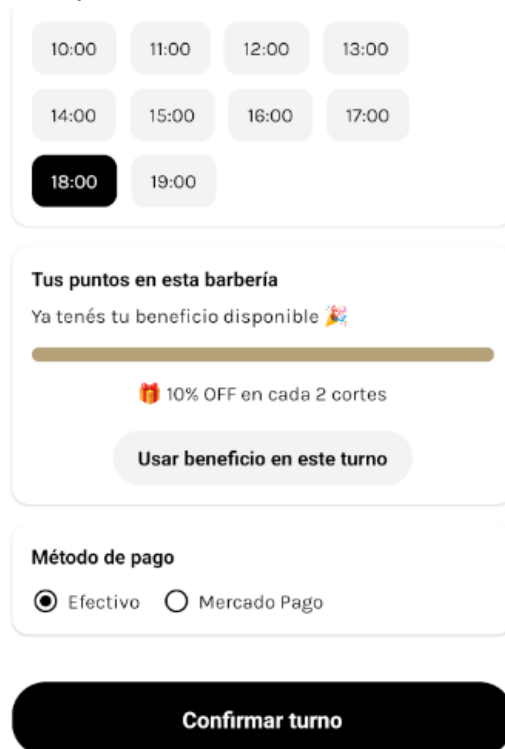 10:00 11:00 12:00 13:00
14:00 15:00 16:00 17:00
18:00 19:00
Tus puntos en esta barbería
Ya tenés tu beneficio disponible 🎉
🎁 10% OFF en cada 2 cortes
Usar beneficio en este turno
Método de pago
Efectivo Mercado Pago
Confirmar turno